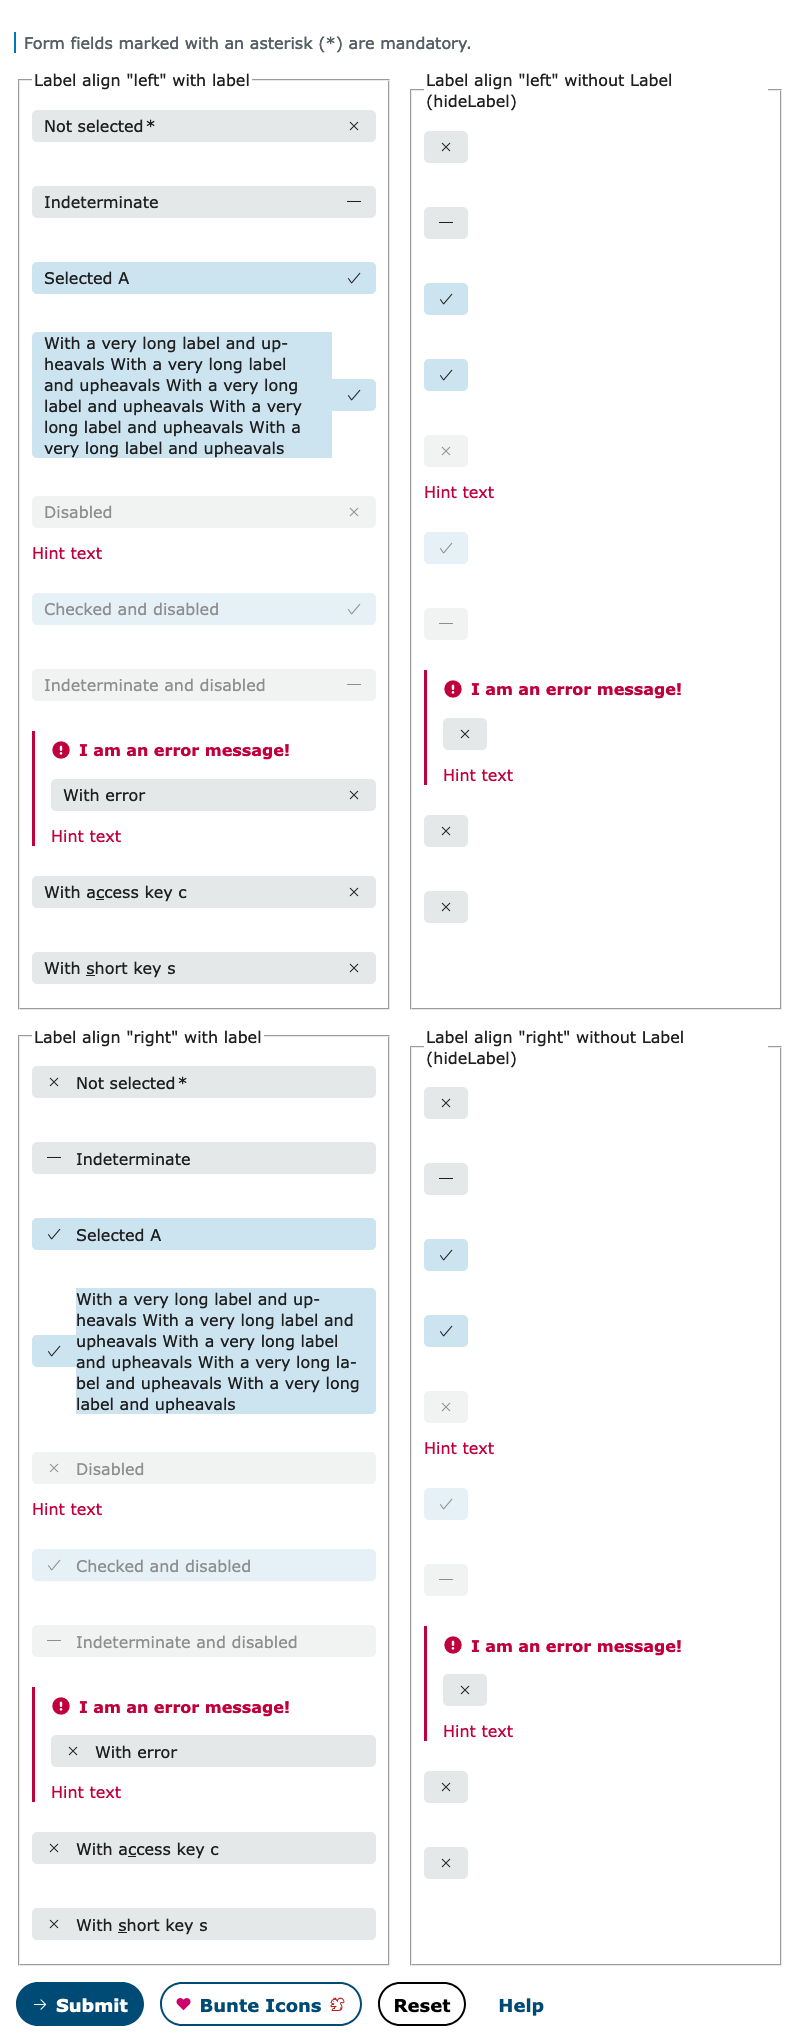 Form fields marked with an asterisk (*) are mandatory.
Label align "left" with label
Not selected*
Indeterminate
Selected A
With a very long label and up-
heavals With a very long label
and upheavals With a very long
label and upheavals With a very
long label and upheavals With a
very long label and upheavals
Disabled
Hint text
Checked and disabled
Indeterminate and disabled
I am an error message!
With error
Hint text
With access key c
With short key s
Label align "left" without Label
(hideLabel)
Hint text
I am an error message!
Hint text
Label align "right" with label
Not selected*
Indeterminate
Selected A
With a very long label and up-
heavals With a very long label and
upheavals With a very long label
and upheavals With a very long la-
bel and upheavals With a very long
label and upheavals
Disabled
Hint text
Checked and disabled
Indeterminate and disabled
I am an error message!
With error
Hint text
With access key c
With short key s
Label align "right" without Label
(hideLabel)
Hint text
I am an error message!
Hint text
Submit
Bunte Icons
Reset
Help